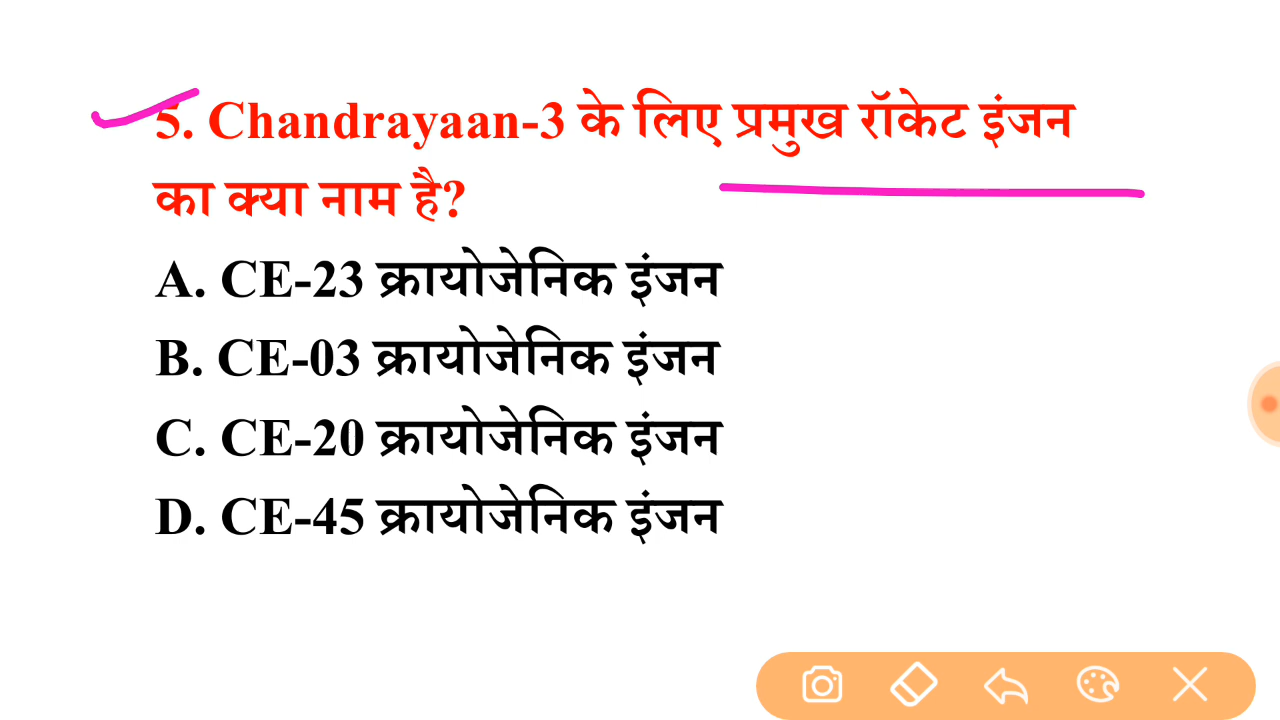 5. Chandrayaan-3 के लिए प्रमुख रॉकेट इंजन
का क्या नाम है?
A. CE-23 क्रायोजेनिक इंजन
B. CE-03 क्रायोजेनिक इंजन
C. CE-20 क्रायोजेनिक इंजन
D. CE-45 क्रायोजेनिक इंजन